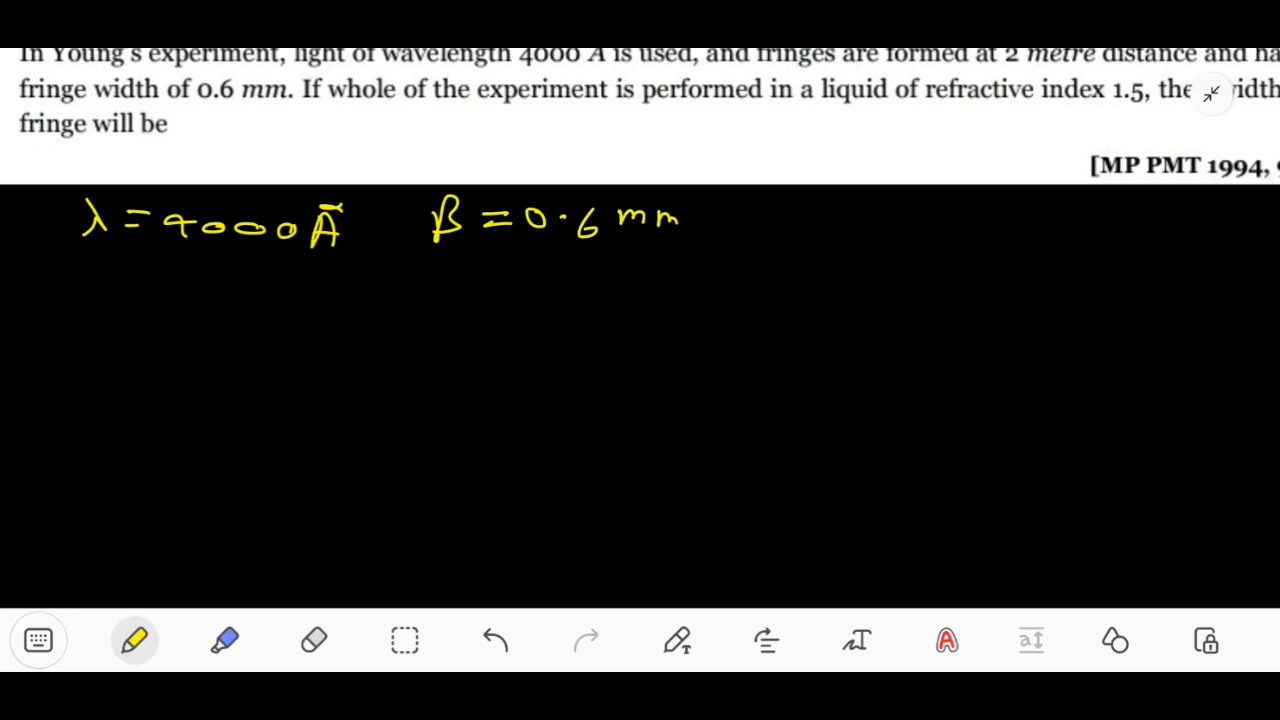 In Young's experiment, light of wavelength 4000 Å is used, and fringes are formed at 2 metre distance and ha
fringe width of 0.6 mm. If whole of the experiment is performed in a liquid of refractive index 1.5, the width
fringe will be
[MP PMT 1994,
λ = 4000 Å β = 0.6 mm